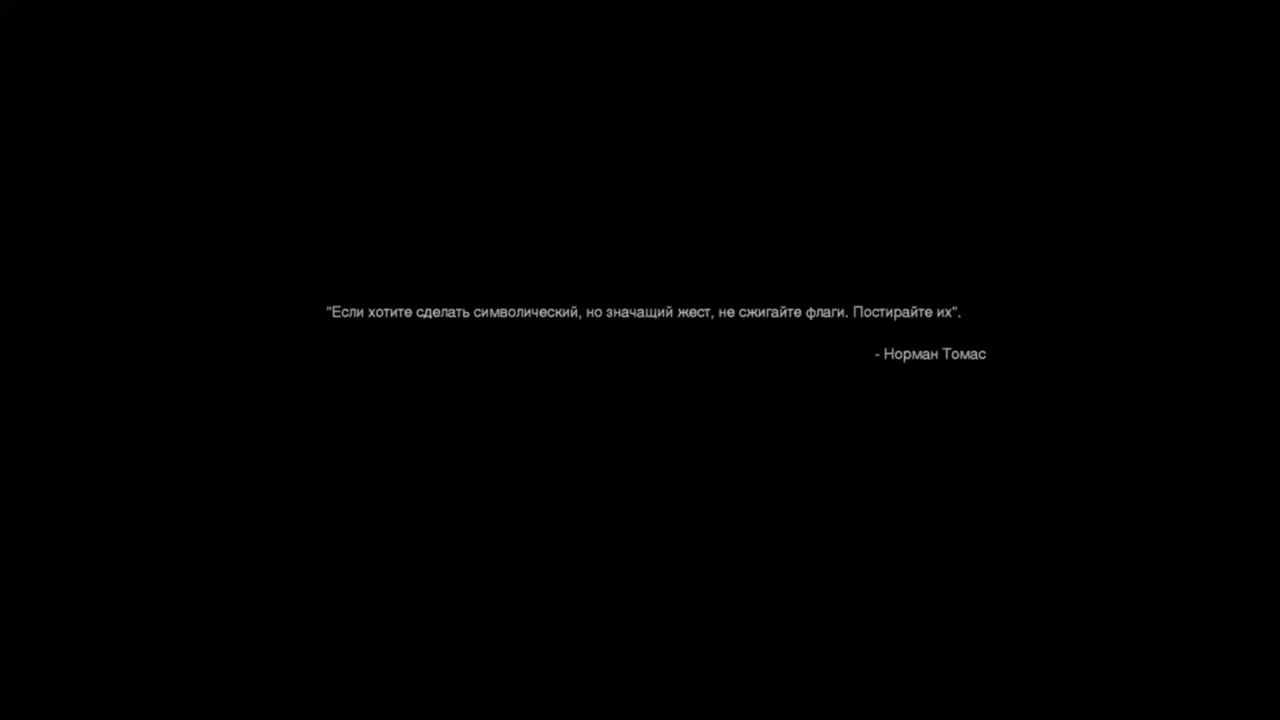 "Если хотите сделать символический, но значащий жест, не сжигайте флаги. Постирайте их".
- Норман Томас